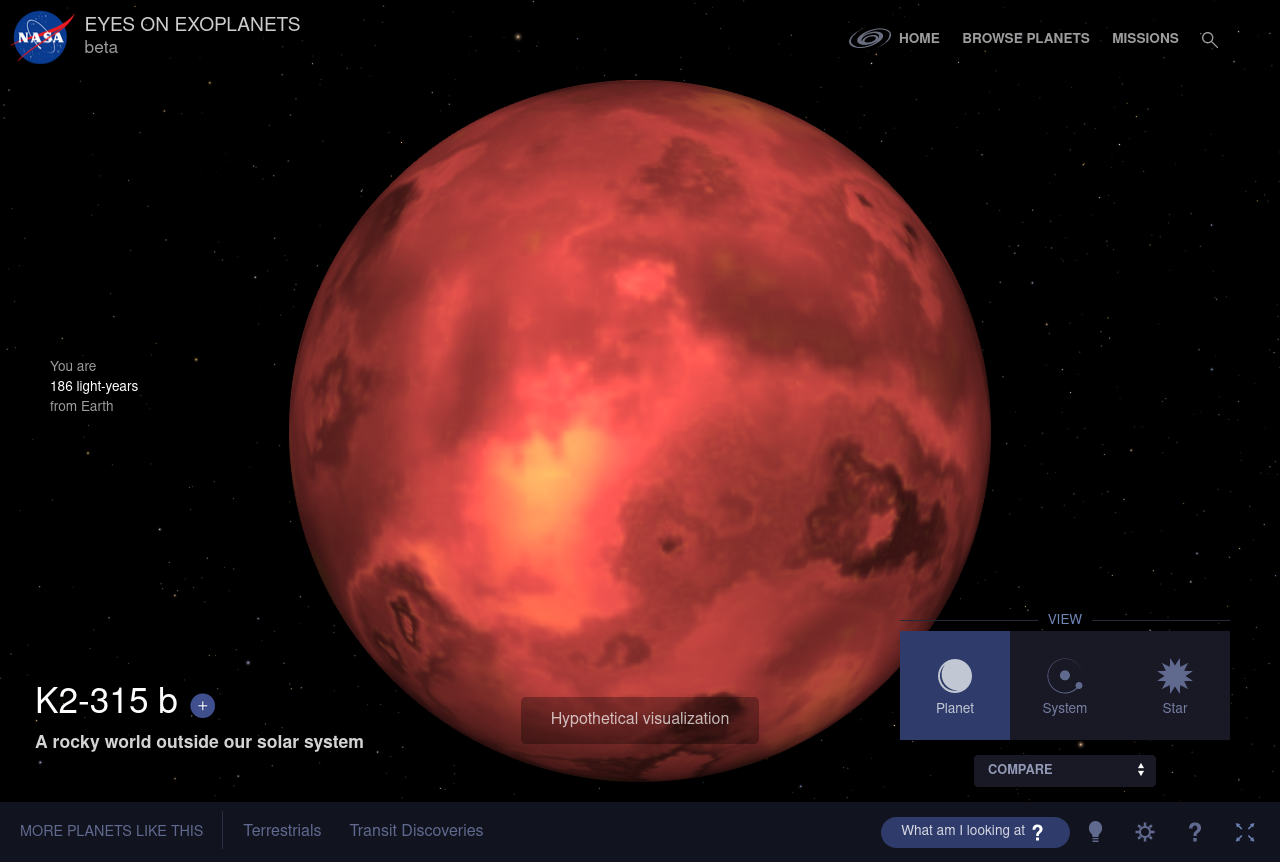 NASA
EYES ON EXOPLANETS
beta
HOME
BROWSE PLANETS
MISSIONS
You are
186 light-years
from Earth
K2-315 b +
A rocky world outside our solar system
Hypothetical visualization
VIEW
Planet
System
Star
COMPARE
MORE PLANETS LIKE THIS
Terrestrials
Transit Discoveries
What am I looking at ?
?